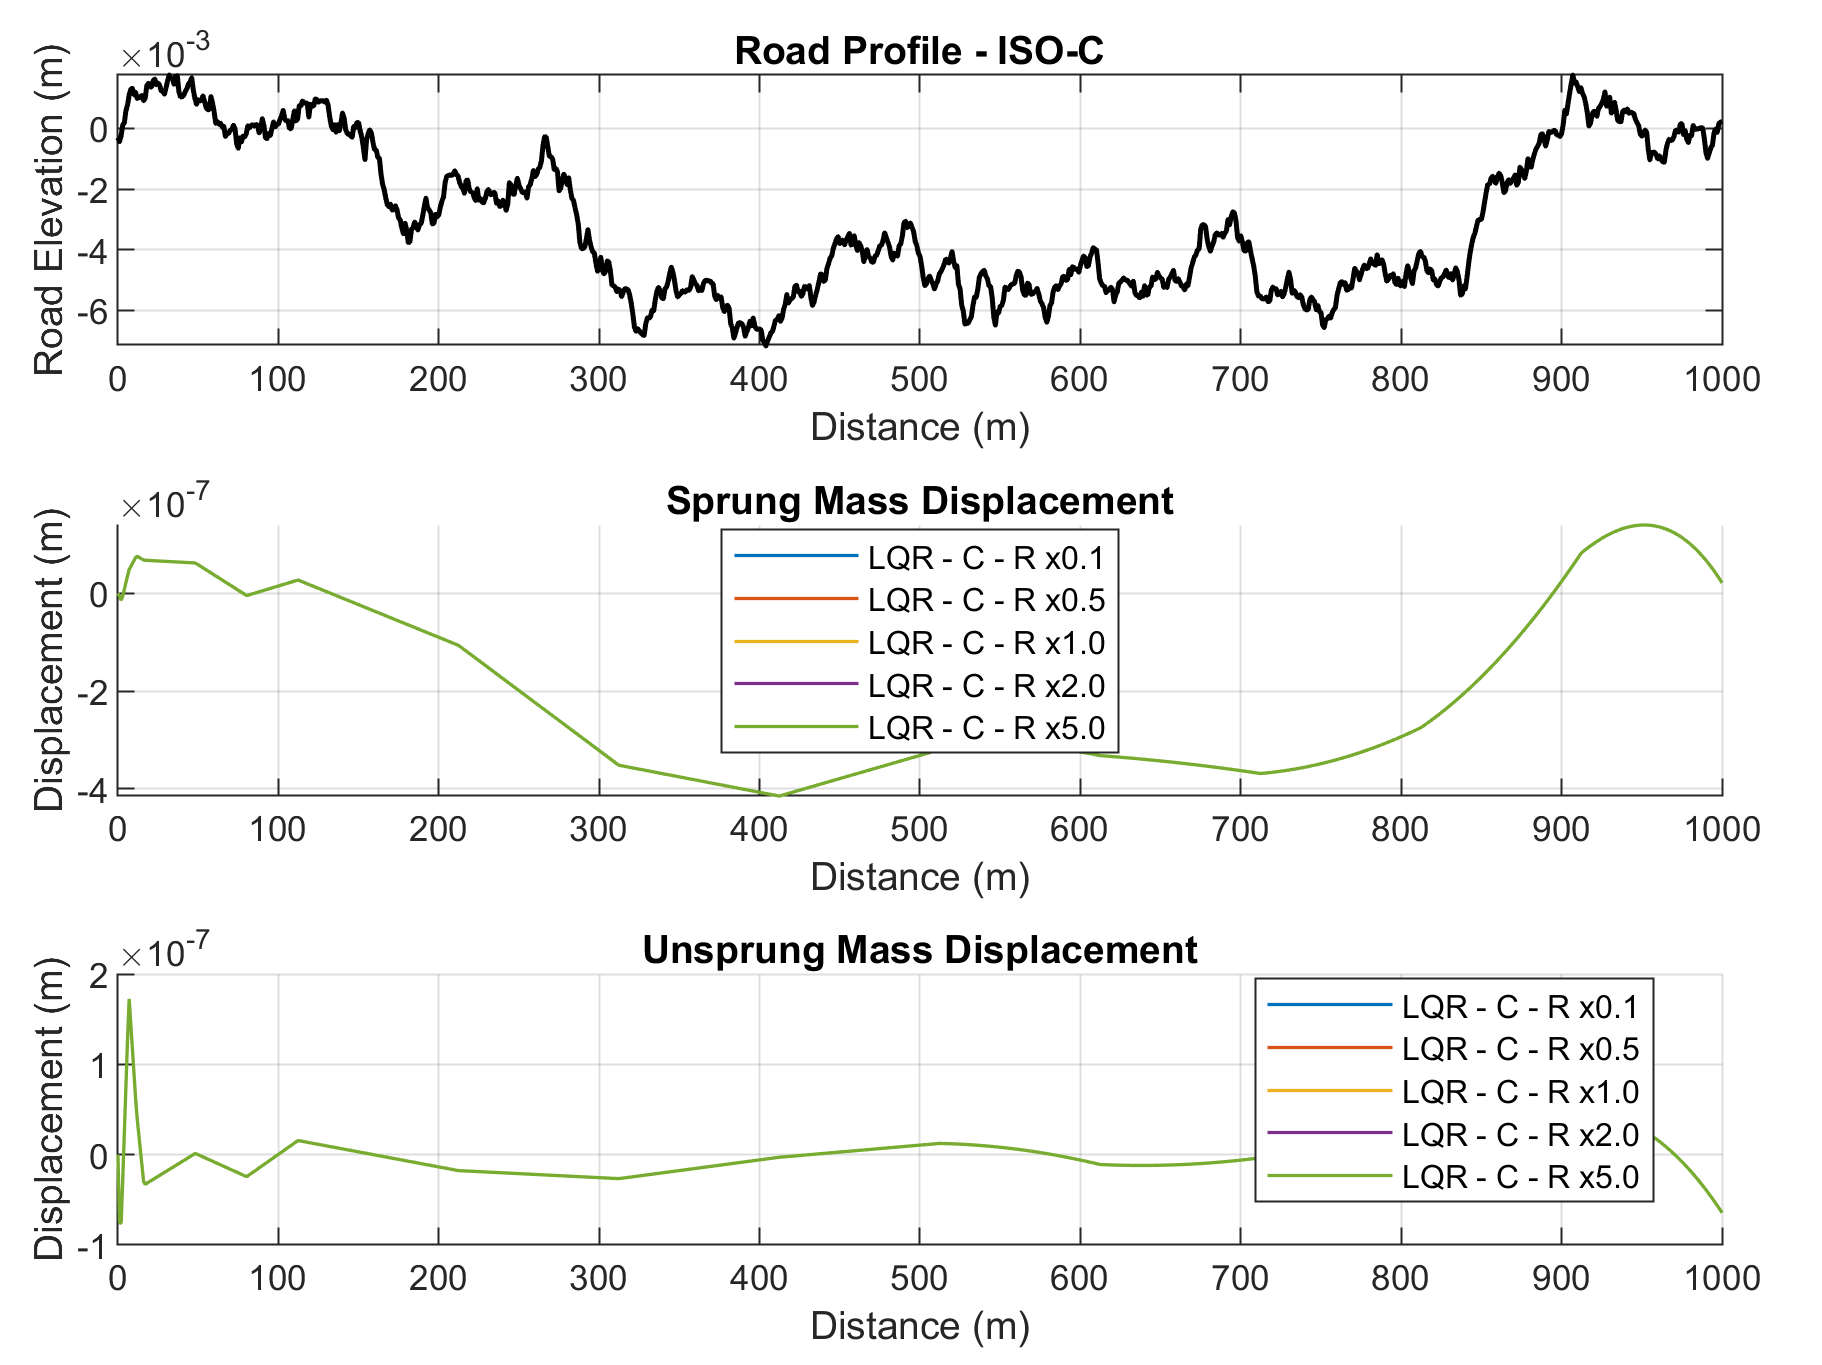 Road Profile - ISO-C
×10-3
Road Elevation (m)
0
-2
-4
-6
0 100 200 300 400 500 600 700 800 900 1000
Distance (m)
Sprung Mass Displacement
×10-7
Displacement (m)
0
-2
-4
LQR - C - R x0.1
LQR - C - R x0.5
LQR - C - R x1.0
LQR - C - R x2.0
LQR - C - R x5.0
0 100 200 300 400 500 600 700 800 900 1000
Distance (m)
Unsprung Mass Displacement
×10-7
Displacement (m)
2
1
0
-1
LQR - C - R x0.1
LQR - C - R x0.5
LQR - C - R x1.0
LQR - C - R x2.0
LQR - C - R x5.0
0 100 200 300 400 500 600 700 800 900 1000
Distance (m)